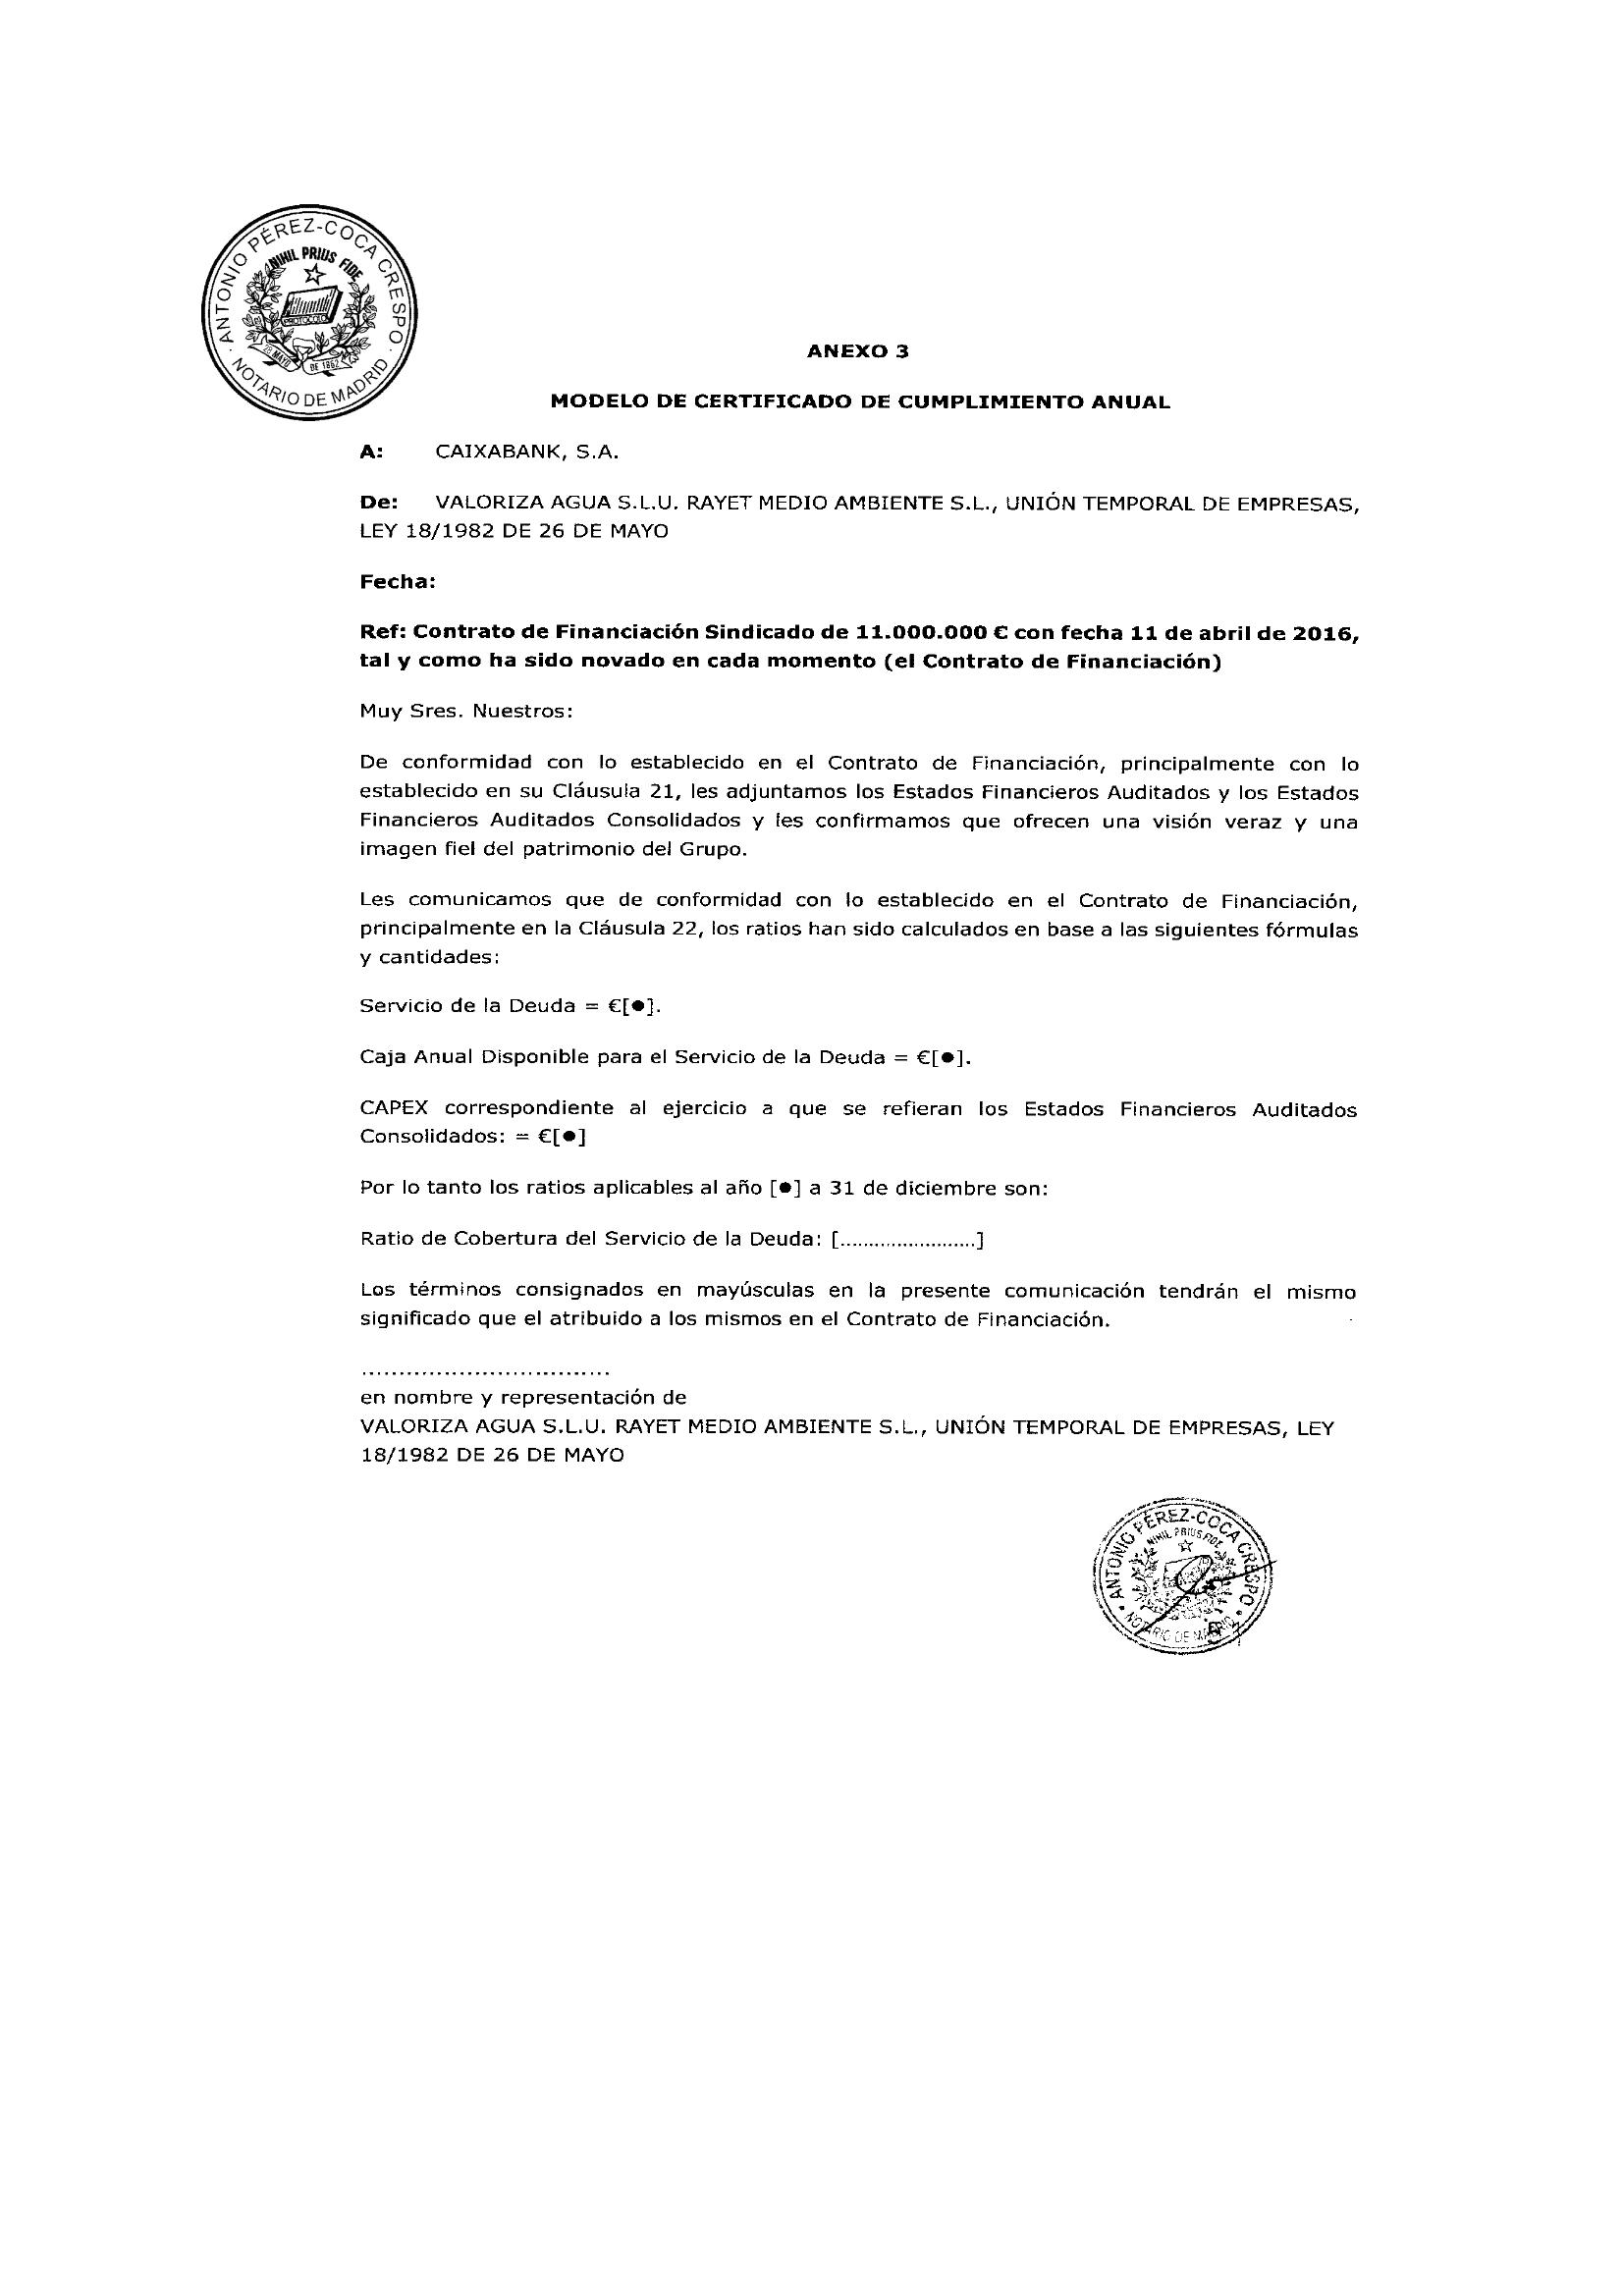 ANTONIO PÉREZ-COCA CRESPO
NIHIL PRIUS FIDE
PROTOCOLO
28 MAYO DE 1862
NOTARIO DE MADRID
ANEXO 3
MODELO DE CERTIFICADO DE CUMPLIMIENTO ANUAL
A: CAIXABANK, S.A.
De: VALORIZA AGUA S.L.U. RAYET MEDIO AMBIENTE S.L., UNIÓN TEMPORAL DE EMPRESAS,
LEY 18/1982 DE 26 DE MAYO
Fecha:
Ref: Contrato de Financiación Sindicado de 11.000.000 € con fecha 11 de abril de 2016,
tal y como ha sido novado en cada momento (el Contrato de Financiación)
Muy Sres. Nuestros:
De conformidad con lo establecido en el Contrato de Financiación, principalmente con lo
establecido en su Cláusula 21, les adjuntamos los Estados Financieros Auditados y los Estados
Financieros Auditados Consolidados y les confirmamos que ofrecen una visión veraz y una
imagen fiel del patrimonio del Grupo.
Les comunicamos que de conformidad con lo establecido en el Contrato de Financiación,
principalmente en la Cláusula 22, los ratios han sido calculados en base a las siguientes fórmulas
y cantidades:
Servicio de la Deuda = €[●].
Caja Anual Disponible para el Servicio de la Deuda = €[●].
CAPEX correspondiente al ejercicio a que se refieran los Estados Financieros Auditados
Consolidados: = €[●]
Por lo tanto los ratios aplicables al año [●] a 31 de diciembre son:
Ratio de Cobertura del Servicio de la Deuda: [........................]
Los términos consignados en mayúsculas en la presente comunicación tendrán el mismo
significado que el atribuido a los mismos en el Contrato de Financiación.
.................................
en nombre y representación de
VALORIZA AGUA S.L.U. RAYET MEDIO AMBIENTE S.L., UNIÓN TEMPORAL DE EMPRESAS, LEY
18/1982 DE 26 DE MAYO
ANTONIO PÉREZ-COCA CRESPO
NIHIL PRIUS FIDE
NOTARIO DE MADRID